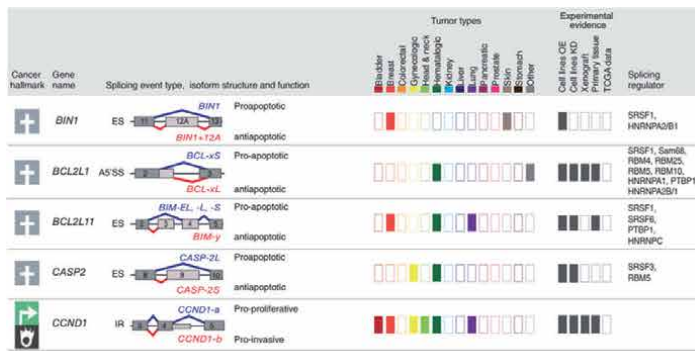 Tumor types
Experimental evidence
Cancer hallmark
Gene name
Splicing event type, isoform structure and function
Bladder
Breast
Colorectal
Gynecologic
Head & neck
Hematologic
Kidney
Liver
Lung
Pancreatic
Prostate
Skin
Stomach
Other
Cell lines OE
Cell lines KD
Xenograft
Primary tissue
TCGA data
Splicing regulator
BIN1
ES
BIN1
11 12A 13
BIN1+12A
Proapoptotic
antiapoptotic
SRSF1,
HNRNPA2/B1
BCL2L1
A5'SS
BCL-xS
2
BCL-xL
Pro-apoptotic
antiapoptotic
SRSF1, Sam68,
RBM4, RBM25,
RBM5, RBM10,
HNRNPA1, PTBP1
HNRNPA2B/1
BCL2L11
ES
BIM-EL, -L, -S
2 3 4 5
BIM-y
Pro-apoptotic
antiapoptotic
SRSF1,
SRSF6,
PTBP1,
HNRNPC
CASP2
ES
CASP-2L
8 9 10
CASP-2S
Proapoptotic
antiapoptotic
SRSF3,
RBM5
CCND1
IR
CCND1-a
3 4 5
CCND1-b
Pro-proliferative
Pro-invasive